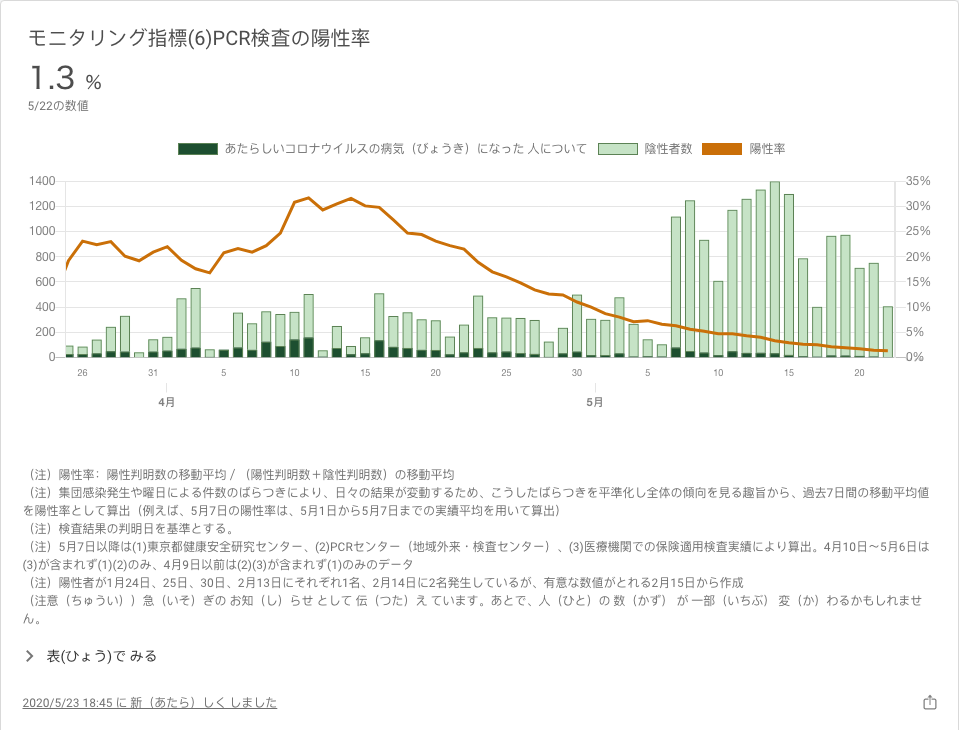 モニタリング指標(6)PCR検査の陽性率
1.3 %
5/22の数値
あたらしいコロナウイルスの病気（びょうき）になった 人について 陰性者数 陽性率
1400 35%
1200 30%
1000 25%
800 20%
600 15%
400 10%
200 5%
0 0%
26 31 5 10 15 20 25 30 5 10 15 20
4月 5月
（注）陽性率：陽性判明数の移動平均 / （陽性判明数＋陰性判明数）の移動平均
（注）集団感染発生や曜日による件数のばらつきにより、日々の結果が変動するため、こうしたばらつきを平準化し全体の傾向を見る趣旨から、過去7日間の移動平均値
を陽性率として算出（例えば、5月7日の陽性率は、5月1日から5月7日までの実績平均を用いて算出）
（注）検査結果の判明日を基準とする。
（注）5月7日以降は(1)東京都健康安全研究センター、(2)PCRセンター（地域外来・検査センター）、(3)医療機関での保険適用検査実績により算出。4月10日～5月6日は
(3)が含まれず(1)(2)のみ、4月9日以前は(2)(3)が含まれず(1)のみのデータ
（注）陽性者が1月24日、25日、30日、2月13日にそれぞれ1名、2月14日に2名発生しているが、有意な数値がとれる2月15日から作成
（注意（ちゅうい））急（いそ）ぎの お知（し）らせ として 伝（つた）え ています。あとで、人（ひと）の 数（かず） が 一部（いちぶ） 変（か）わるかもしれませ
ん。
表(ひょう)で みる
2020/5/23 18:45 に 新（あたら）しく しました